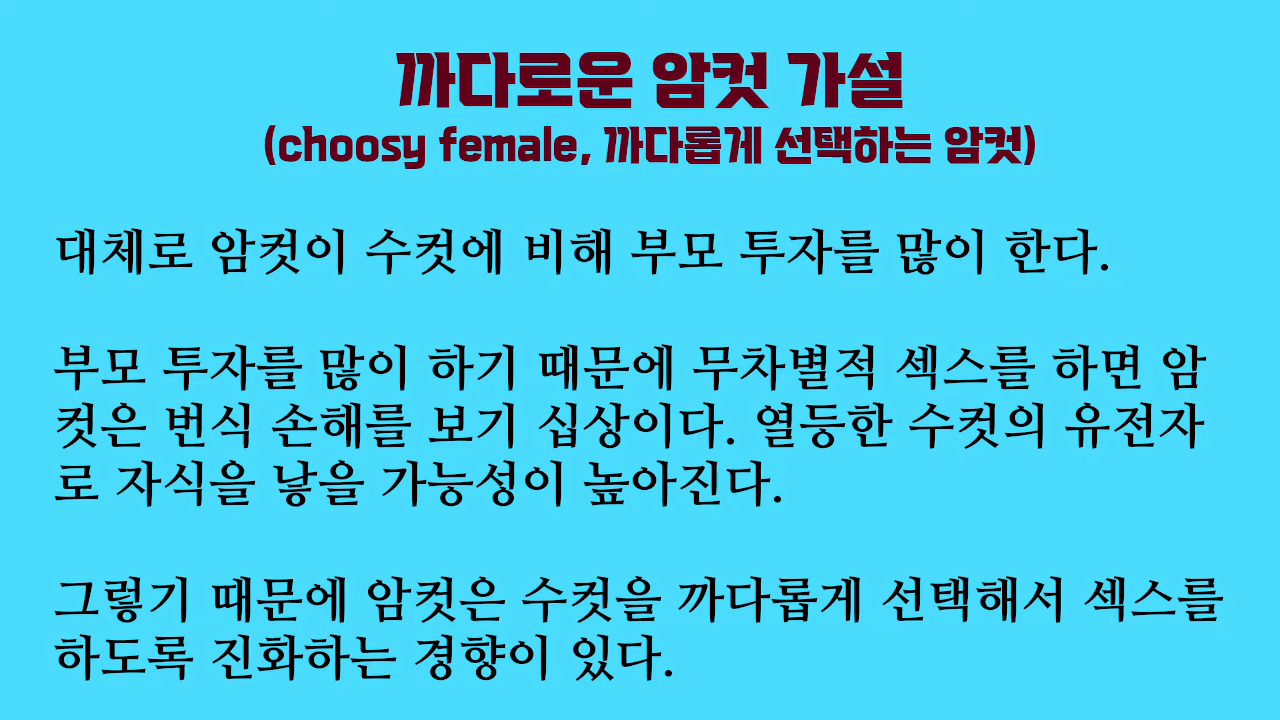 까다로운 암컷 가설
(choosy female, 까다롭게 선택하는 암컷)
대체로 암컷이 수컷에 비해 부모 투자를 많이 한다.
부모 투자를 많이 하기 때문에 무차별적 섹스를 하면 암
컷은 번식 손해를 보기 십상이다. 열등한 수컷의 유전자
로 자식을 낳을 가능성이 높아진다.
그렇기 때문에 암컷은 수컷을 까다롭게 선택해서 섹스를
하도록 진화하는 경향이 있다.